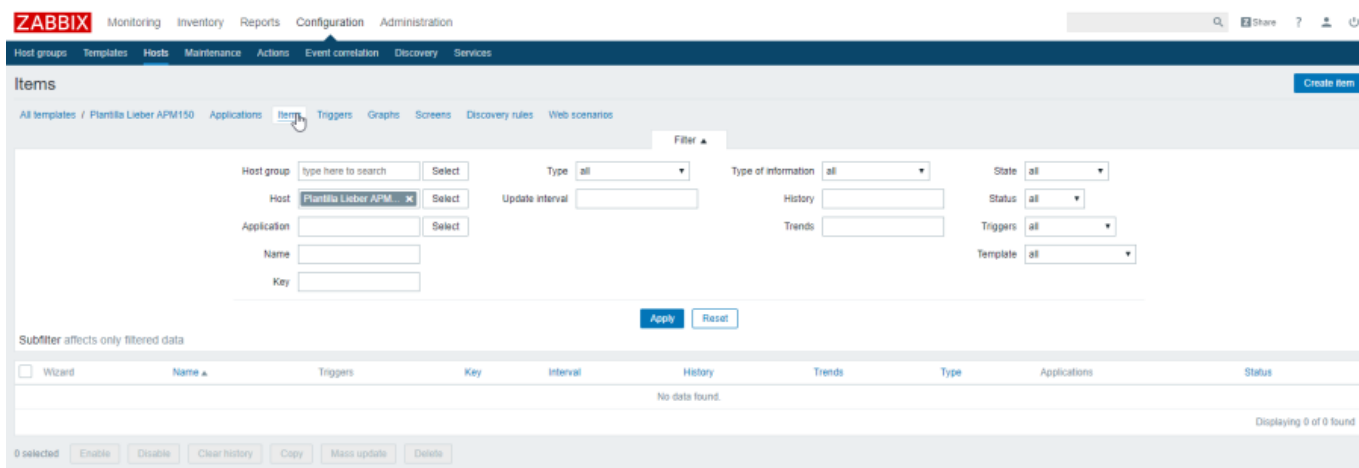 ZABBIX Monitoring Inventory Reports Configuration Administration Share ?
Host groups Templates Hosts Maintenance Actions Event correlation Discovery Services
Items Create item
All templates / Plantilla Lieber APM150 Applications Items Triggers Graphs Screens Discovery rules Web scenarios
Filter ▲
Host group type here to search Select Type all Type of information all State all
Host Plantilla Lieber APM... × Select Update interval History Status all
Application Select Trends Triggers all
Name Template all
Key
Apply Reset
Subfilter affects only filtered data
Wizard Name ▲ Triggers Key Interval History Trends Type Applications Status
No data found.
Displaying 0 of 0 found
0 selected Enable Disable Clear history Copy Mass update Delete